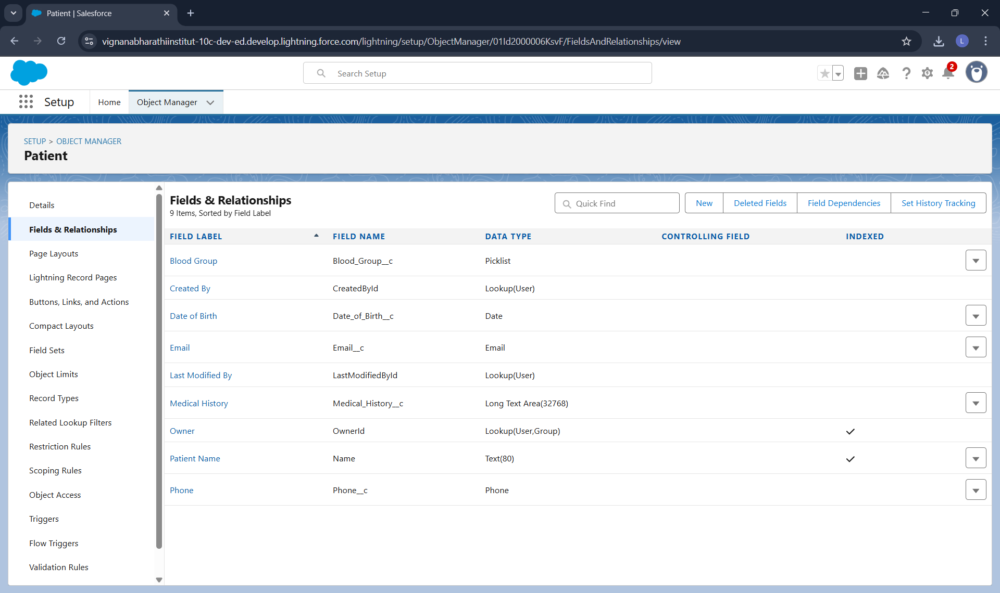 Patient | Salesforce
vignanabharathiinstitut-10c-dev-ed.develop.lightning.force.com/lightning/setup/ObjectManager/01Id2000006KsvF/FieldsAndRelationships/view
L
Search Setup
2
Setup
Home
Object Manager
SETUP > OBJECT MANAGER
Patient
Details
Fields & Relationships
Page Layouts
Lightning Record Pages
Buttons, Links, and Actions
Compact Layouts
Field Sets
Object Limits
Record Types
Related Lookup Filters
Restriction Rules
Scoping Rules
Object Access
Triggers
Flow Triggers
Validation Rules
Fields & Relationships
9 Items, Sorted by Field Label
Quick Find
New
Deleted Fields
Field Dependencies
Set History Tracking
FIELD LABEL FIELD NAME DATA TYPE CONTROLLING FIELD INDEXED
Blood Group Blood_Group__c Picklist
Created By CreatedById Lookup(User)
Date of Birth Date_of_Birth__c Date
Email Email__c Email
Last Modified By LastModifiedById Lookup(User)
Medical History Medical_History__c Long Text Area(32768)
Owner OwnerId Lookup(User,Group)
Patient Name Name Text(80)
Phone Phone__c Phone